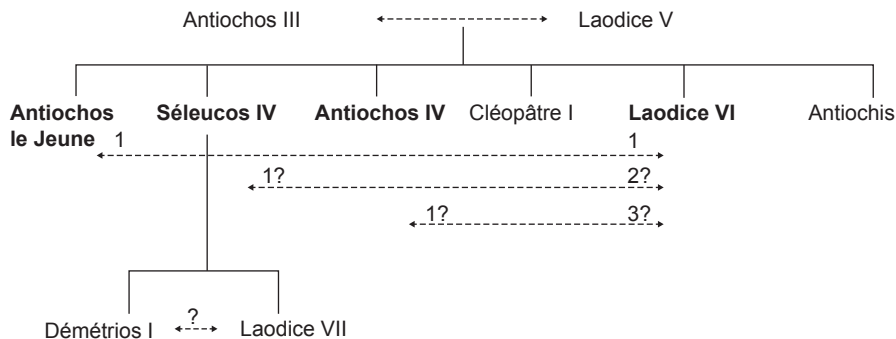 Antiochos III Laodice V
Antiochos Séleucos IV Antiochos IV Cléopâtre I Laodice VI Antiochis
le Jeune 1 1
1? 2?
1? 3?
?
Démétrios I Laodice VII